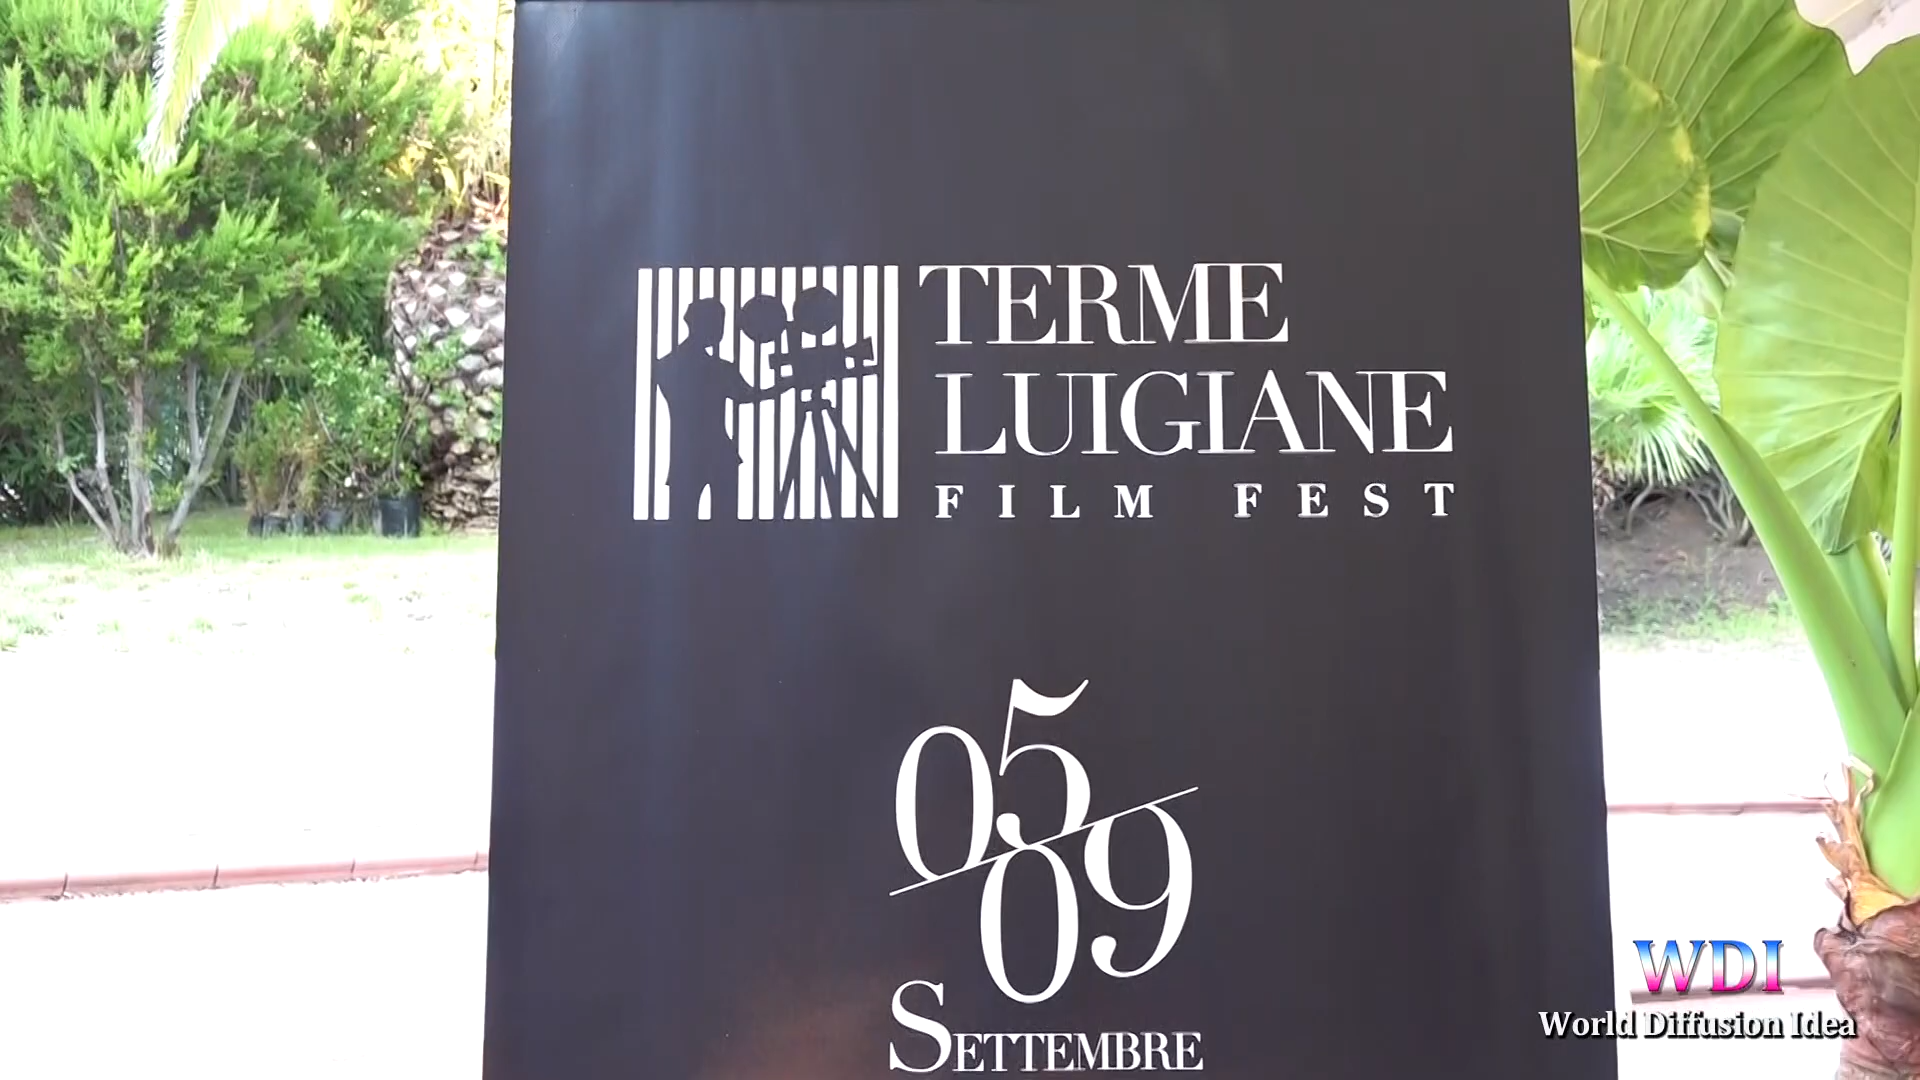 TERME
LUIGIANE
FILM FEST
05
09
SETTEMBRE
WDI
World Diffusion Idea